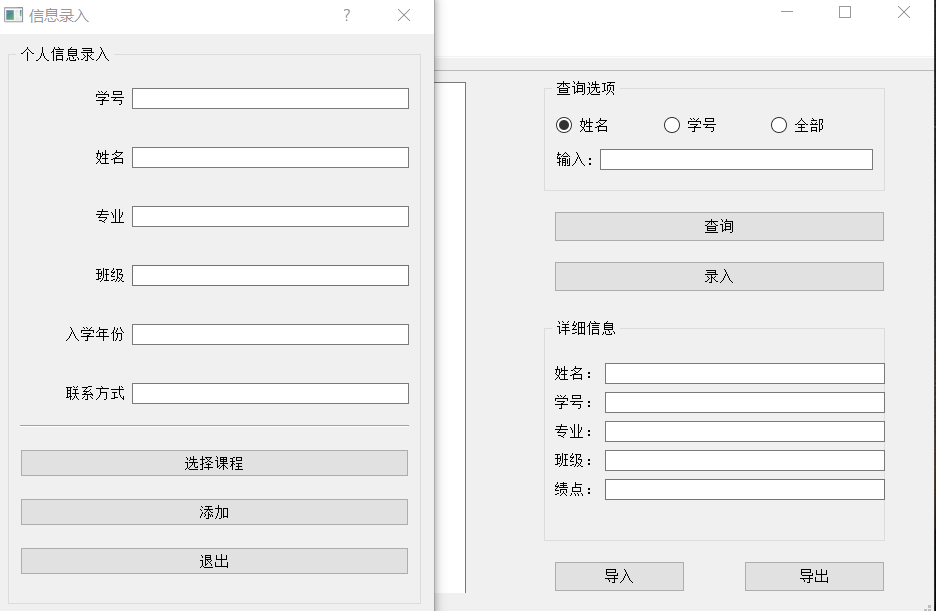 信息录入
个人信息录入
学号
姓名
专业
班级
入学年份
联系方式
选择课程
添加
退出
查询选项
姓名 学号 全部
输入：
查询
录入
详细信息
姓名：
学号：
专业：
班级：
绩点：
导入 导出